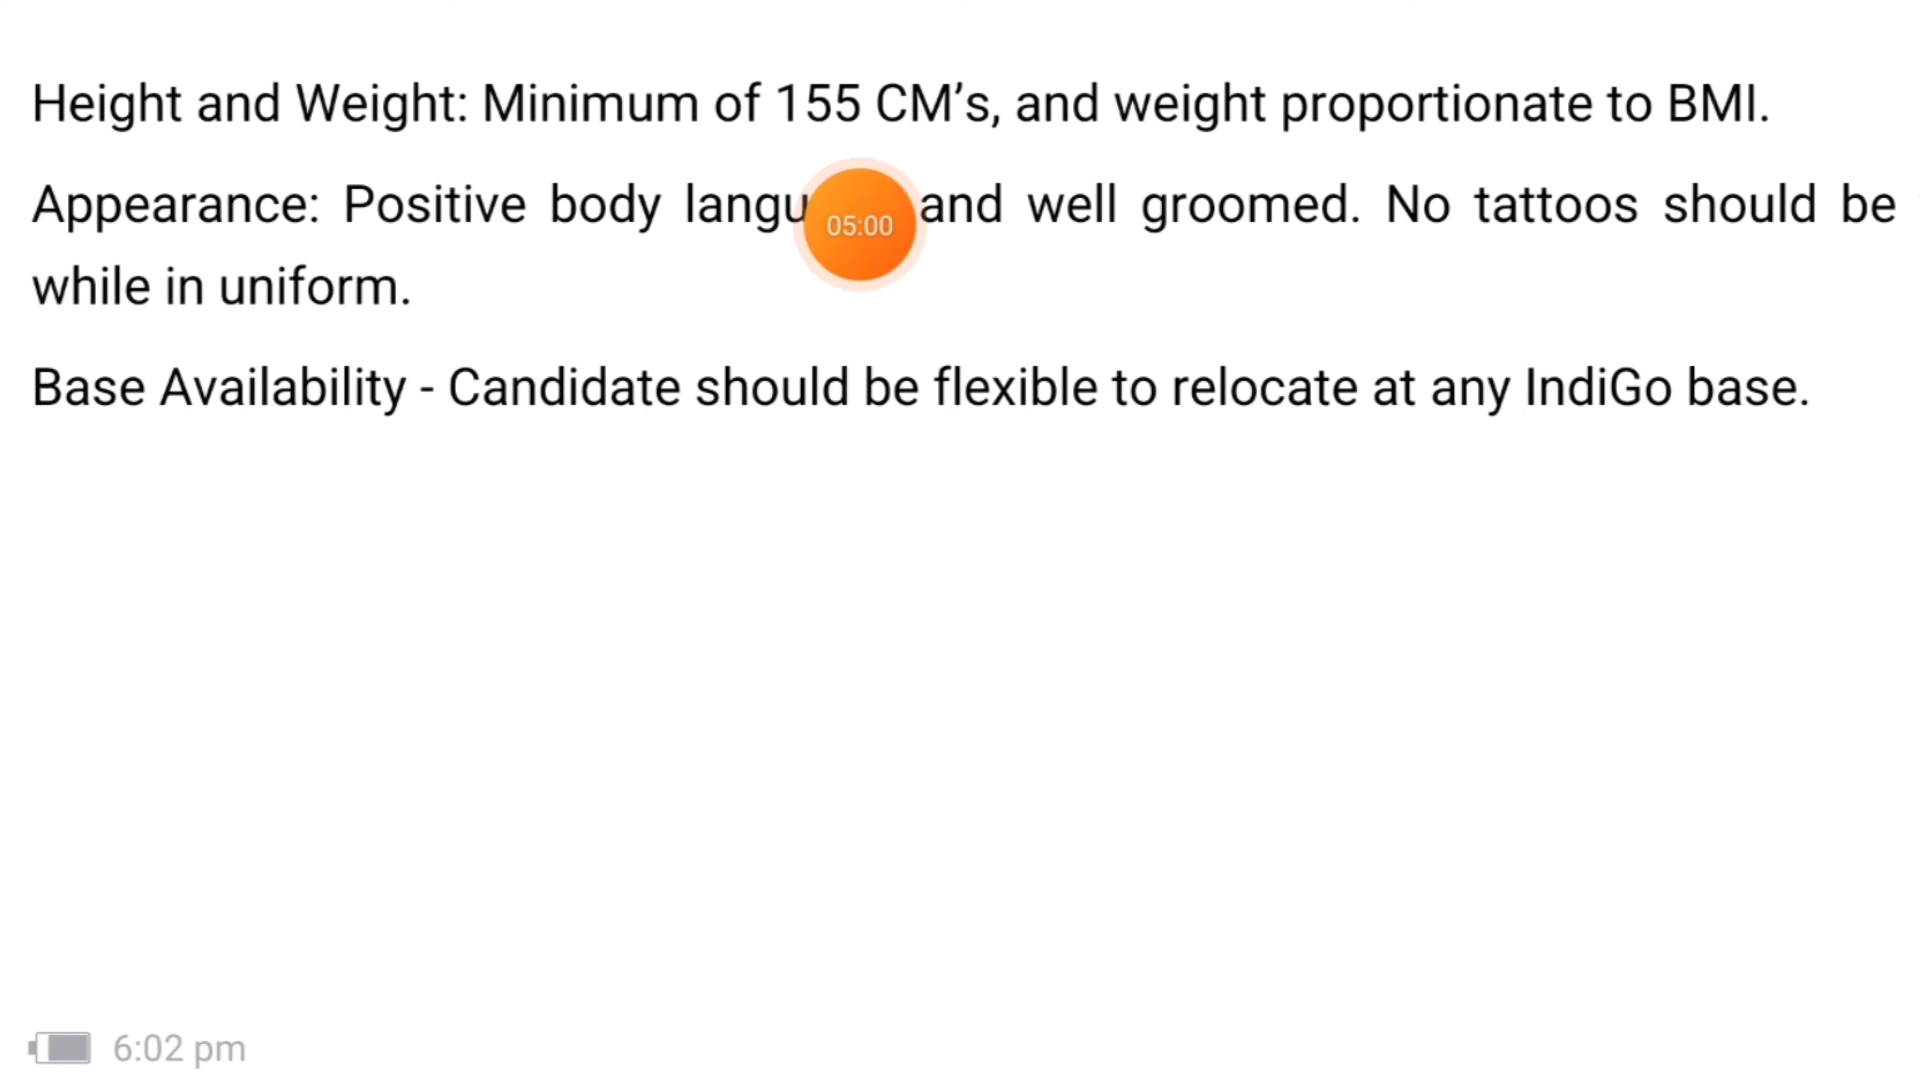 Height and Weight: Minimum of 155 CM’s, and weight proportionate to BMI.
Appearance: Positive body and well groomed. No tattoos should be
while in uniform.
Base Availability - Candidate should be flexible to relocate at any IndiGo base.
05:00
6:02 pm